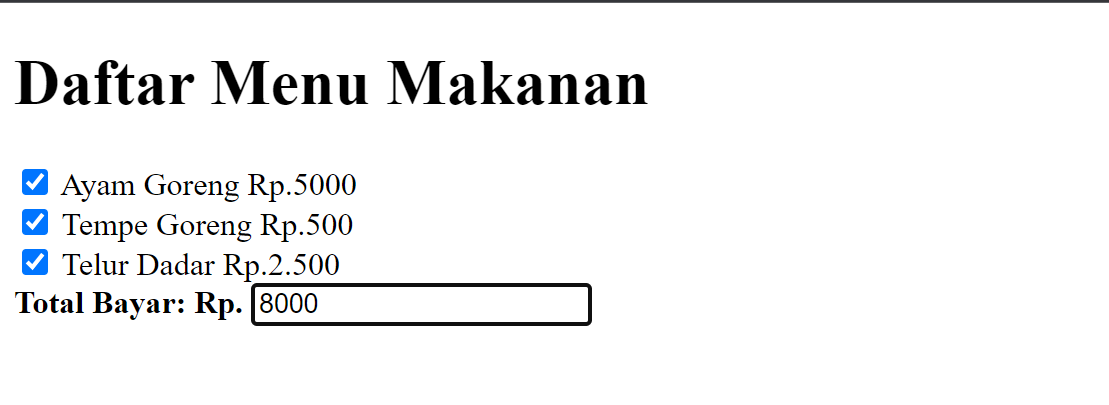 Daftar Menu Makanan
Ayam Goreng Rp.5000
Tempe Goreng Rp.500
Telur Dadar Rp.2.500
Total Bayar: Rp. 8000